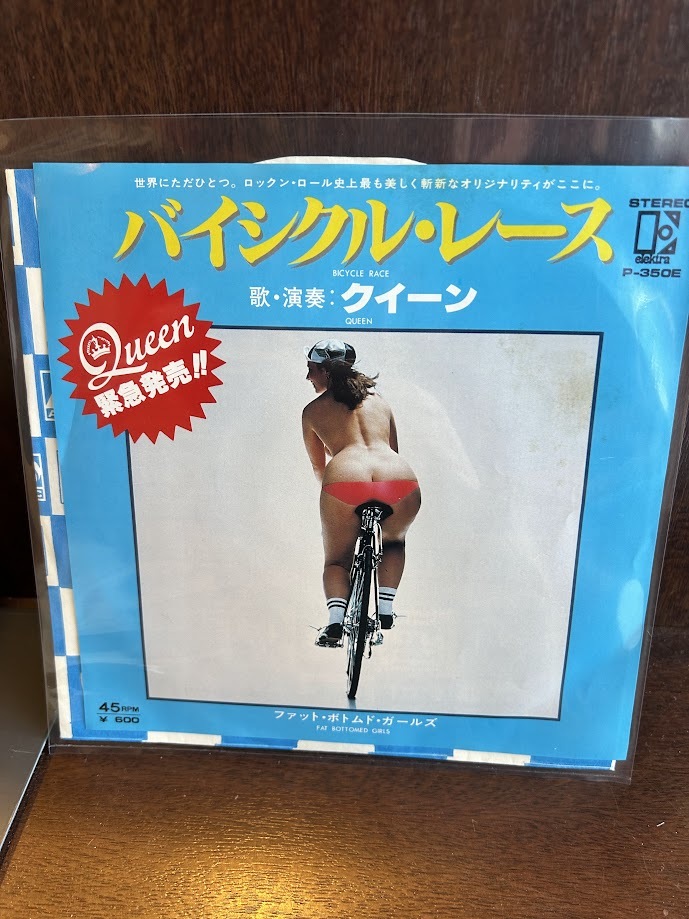 世界にただひとつ。ロックン・ロール史上最も美しく斬新なオリジナリティがここに。
バイシクル・レース
BICYCLE RACE
STEREO
elektra
P-350E
歌・演奏：クイーン
QUEEN
Queen
緊急発売!!
45RPM
¥ 600
ファット・ボトムド・ガールズ
FAT BOTTOMED GIRLS